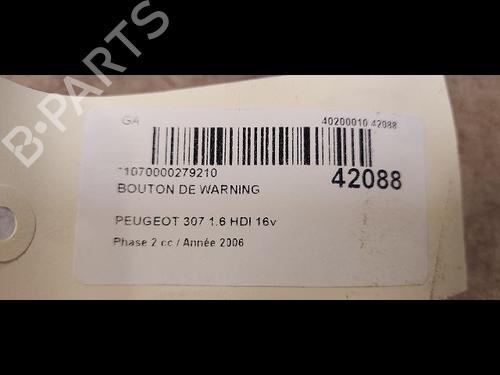 GA 40200010 42088
*1070000279210 42088
BOUTON DE WARNING
PEUGEOT 307 1.6 HDI 16v
Phase 2 cc / Année 2006
B-PARTS